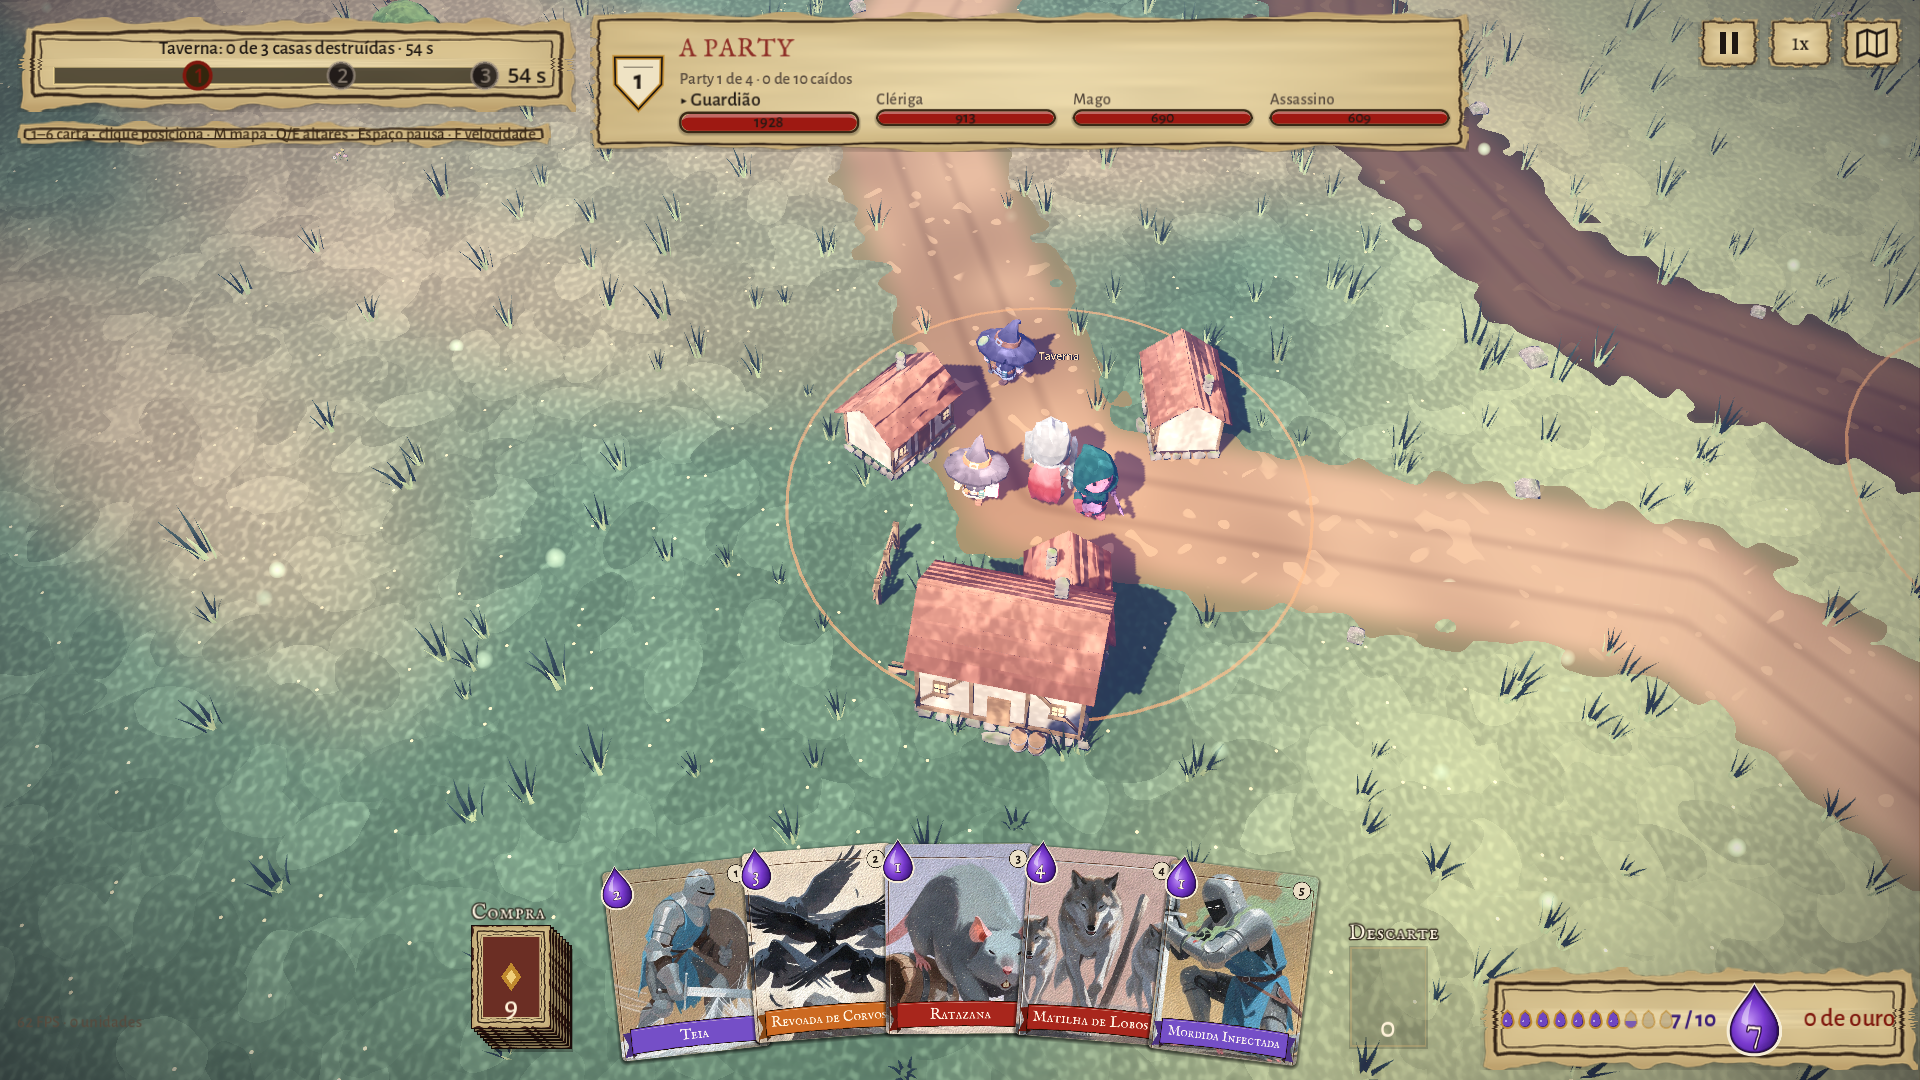 Taverna: 0 de 3 casas destruídas · 54 s
1 2 3 54 s
1–6 carta · clique posiciona · M mapa · Q/E altares · Espaço pausa · F velocidade
A PARTY
1
Party 1 de 4 · 0 de 10 caídos
▸ Guardião Clériga Mago Assassino
1928 913 690 609
1x
Taverna
Compra
9
2 1
Teia
3 2
Revoada de Corvos
1 3
Ratazana
4 4
Matilha de Lobos
1 5
Mordida Infectada
Descarte
0
7/10 7 0 de ouro